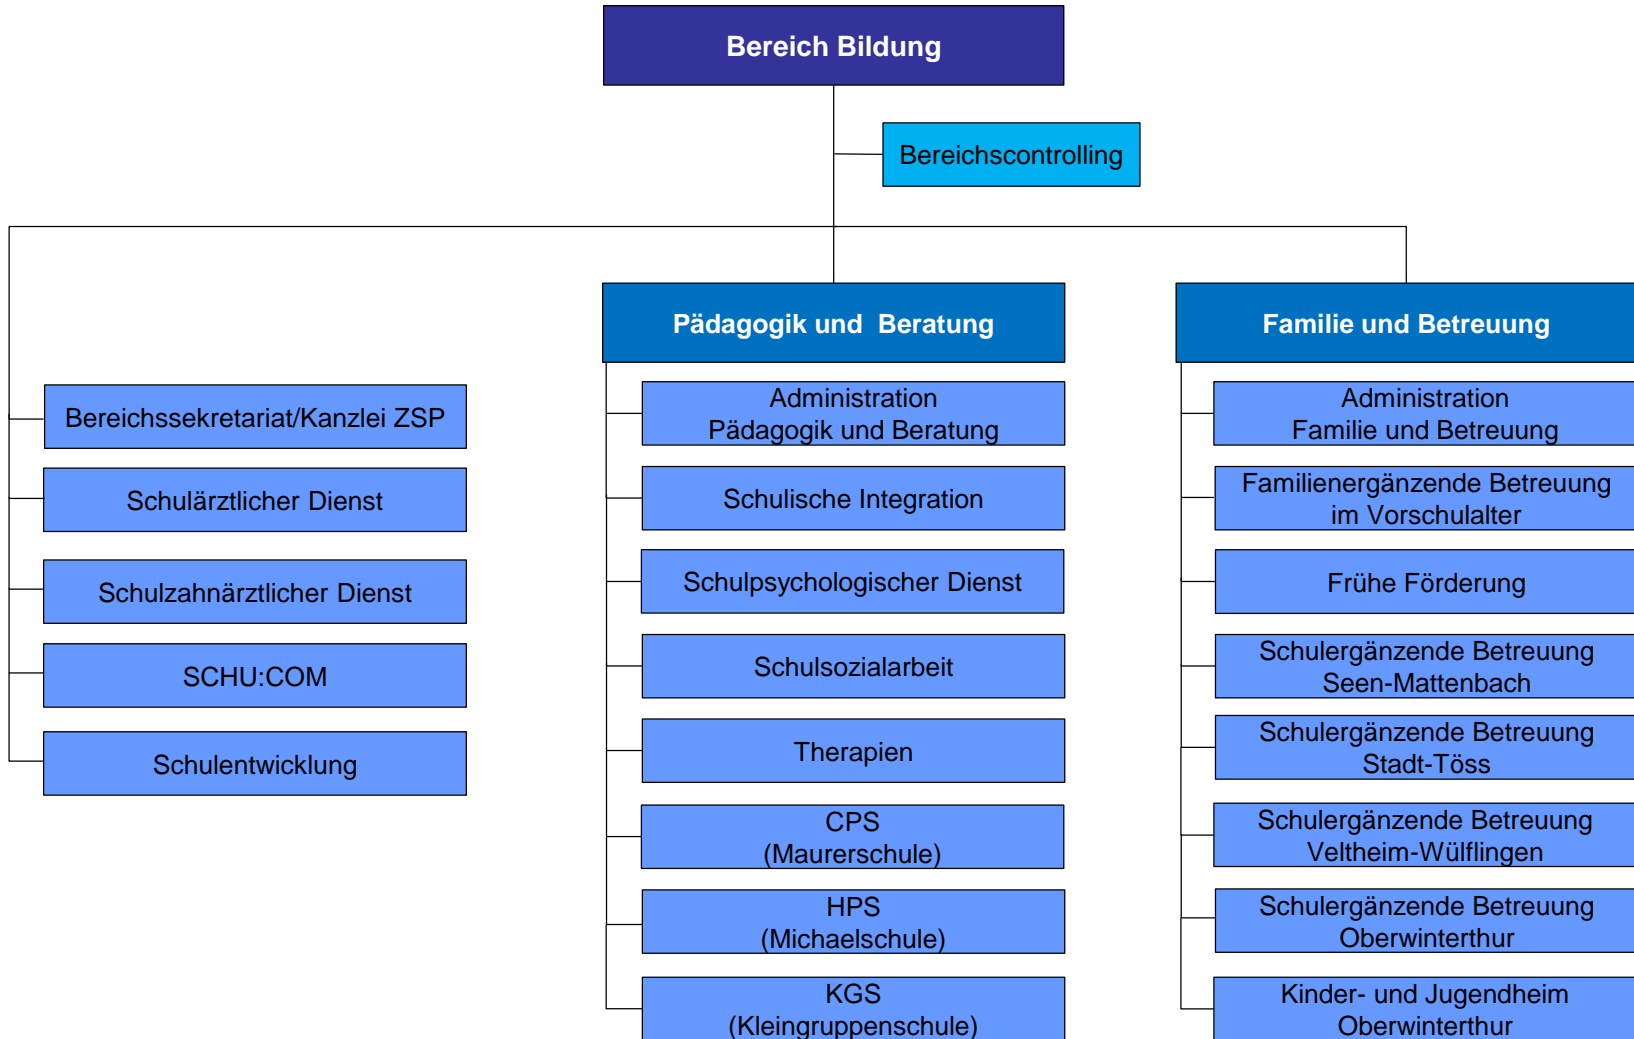 Bereich Bildung
Bereichscontrolling
Bereichssekretariat/Kanzlei ZSP
Schulärztlicher Dienst
Schulzahnärztlicher Dienst
SCHU:COM
Schulentwicklung
Pädagogik und Beratung
Administration
Pädagogik und Beratung
Schulische Integration
Schulpsychologischer Dienst
Schulsozialarbeit
Therapien
CPS
(Maurerschule)
HPS
(Michaelschule)
KGS
(Kleingruppenschule)
Familie und Betreuung
Administration
Familie und Betreuung
Familienergänzende Betreuung
im Vorschulalter
Frühe Förderung
Schulergänzende Betreuung
Seen-Mattenbach
Schulergänzende Betreuung
Stadt-Töss
Schulergänzende Betreuung
Veltheim-Wülflingen
Schulergänzende Betreuung
Oberwinterthur
Kinder- und Jugendheim
Oberwinterthur